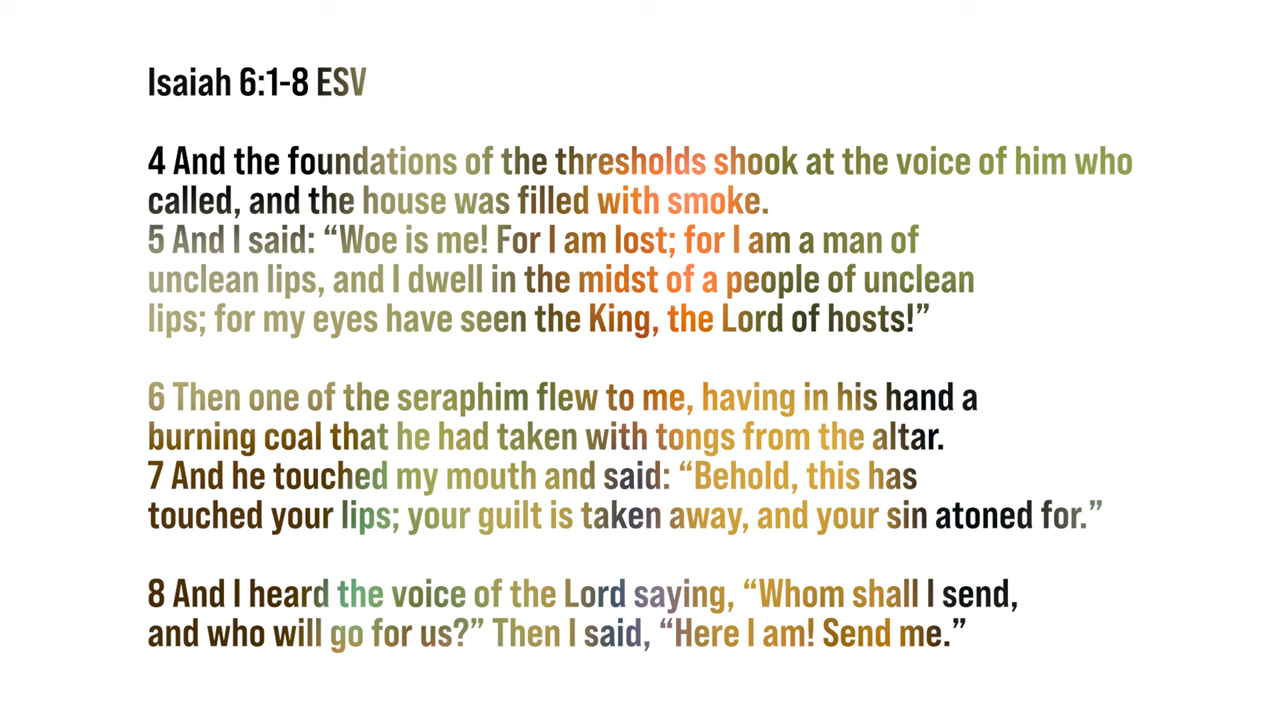 Isaiah 6:1-8 ESV
4 And the foundations of the thresholds shook at the voice of him who
called, and the house was filled with smoke.
5 And I said: “Woe is me! For I am lost; for I am a man of
unclean lips, and I dwell in the midst of a people of unclean
lips; for my eyes have seen the King, the Lord of hosts!”
6 Then one of the seraphim flew to me, having in his hand a
burning coal that he had taken with tongs from the altar.
7 And he touched my mouth and said: “Behold, this has
touched your lips; your guilt is taken away, and your sin atoned for.”
8 And I heard the voice of the Lord saying, “Whom shall I send,
and who will go for us?” Then I said, “Here I am! Send me.”